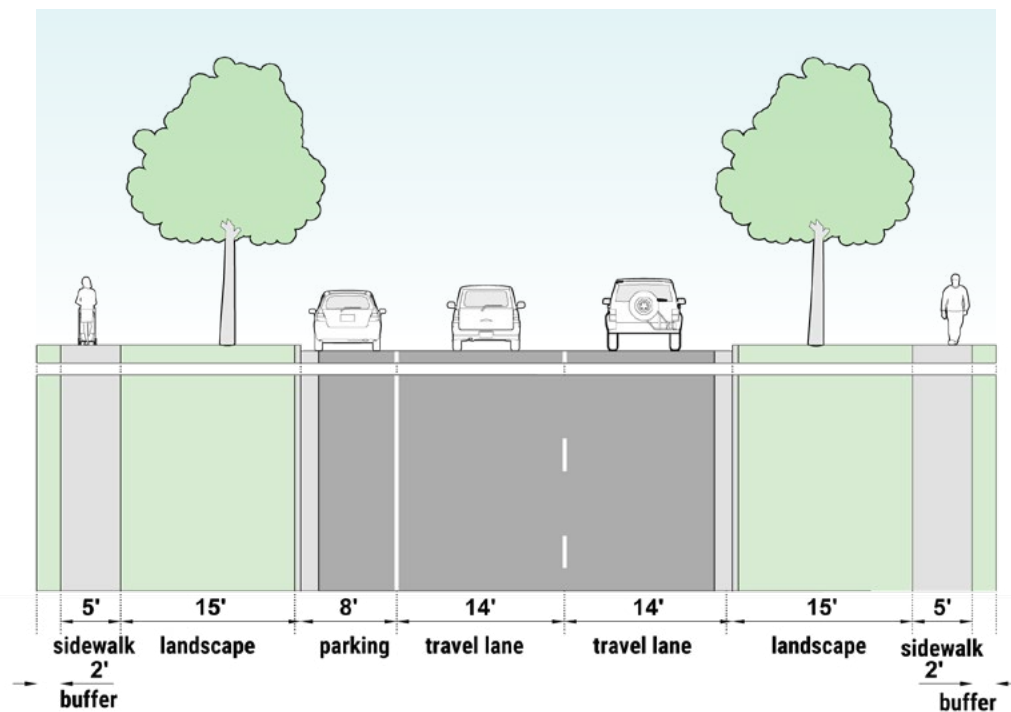 5' 15' 8' 14' 14' 15' 5'
sidewalk landscape parking travel lane travel lane landscape sidewalk
2' 2'
buffer buffer